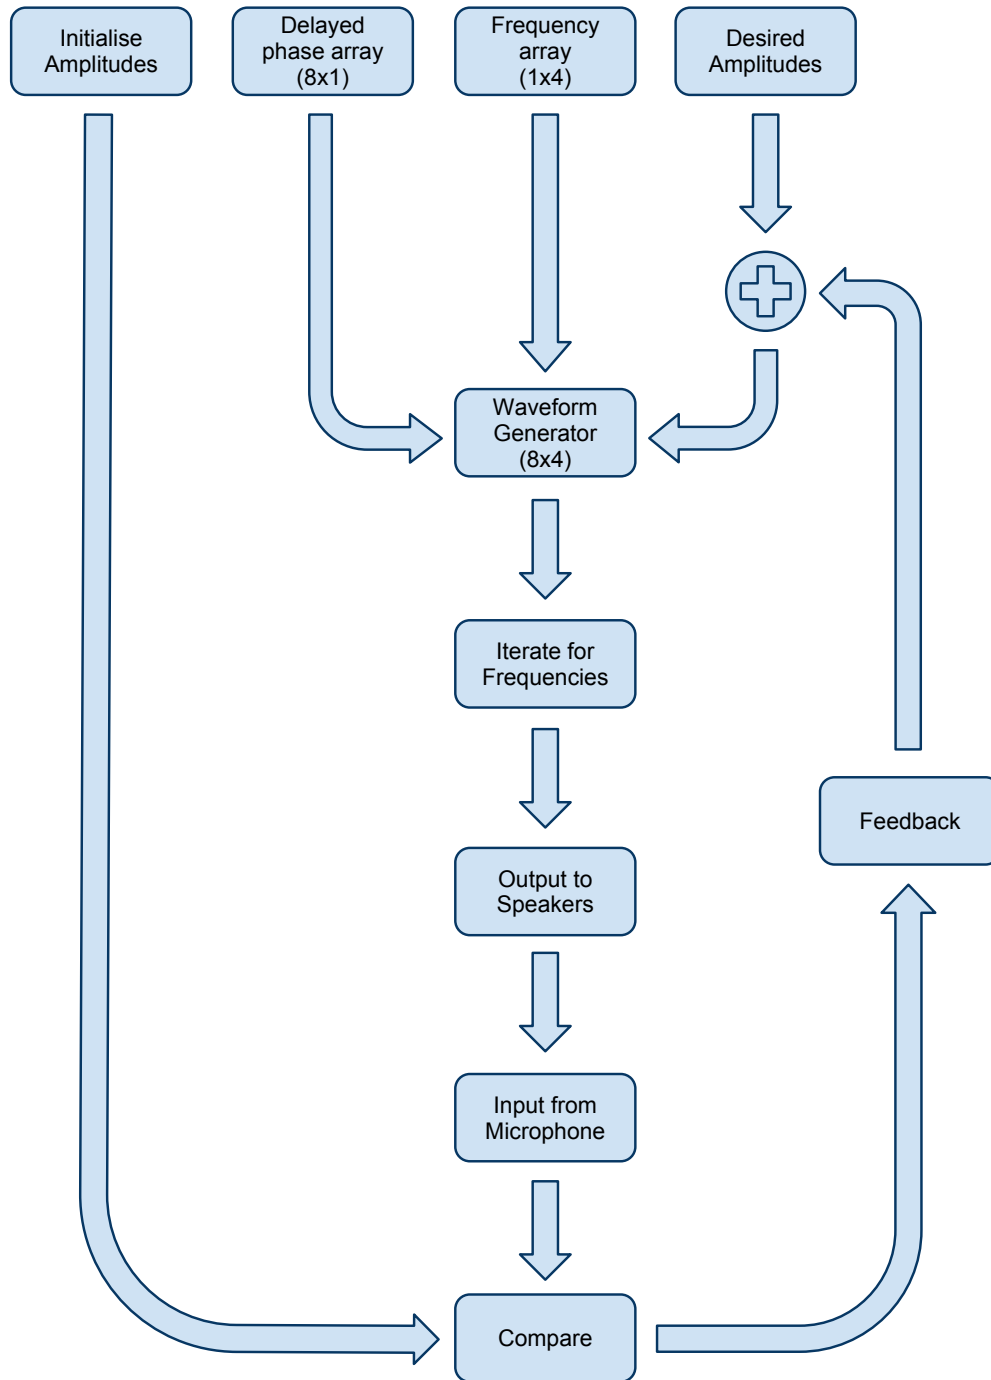 Initialise
Amplitudes
Delayed
phase array
(8x1)
Frequency
array
(1x4)
Desired
Amplitudes
Waveform
Generator
(8x4)
Iterate for
Frequencies
Output to
Speakers
Feedback
Input from
Microphone
Compare